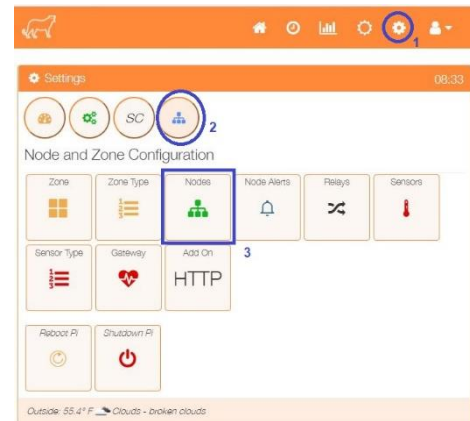 1
Settings 08:33
SC 2
Node and Zone Configuration
Zone Zone Type Nodes Node Alerts Relays Sensors
Sensor Type Gateway Add On 3
HTTP
Reboot Pi Shutdown Pi
Outside: 55.4° F Clouds - broken clouds